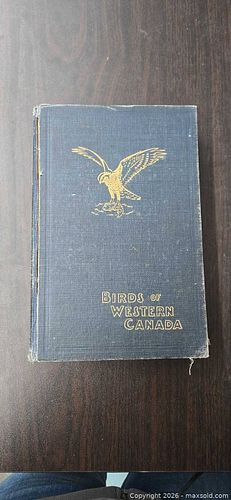 BIRDS OF
WESTERN
CANADA
Copyright © 2026 - maxsold.com